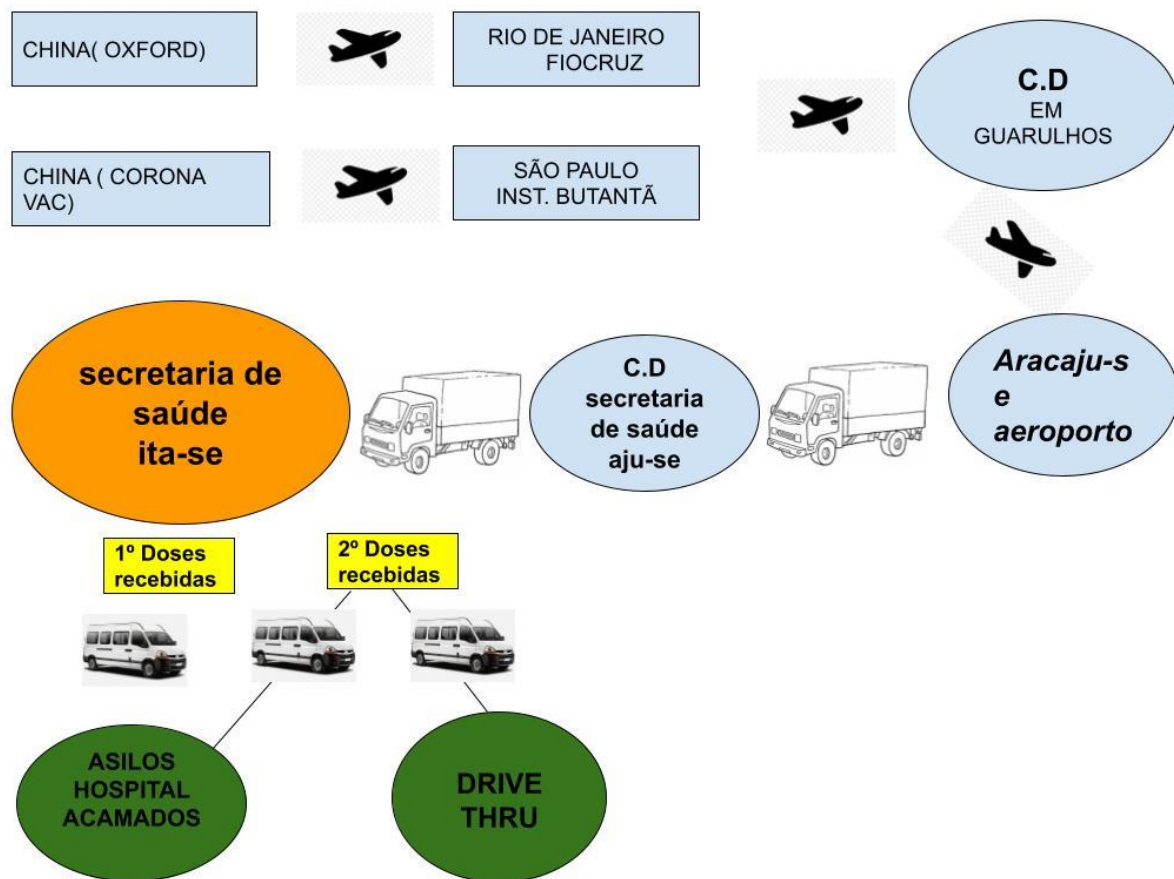 CHINA( OXFORD)
RIO DE JANEIRO
FIOCRUZ
C.D
EM
GUARULHOS
CHINA ( CORONA
VAC)
SÃO PAULO
INST. BUTANTÃ
secretaria de
saúde
ita-se
C.D
secretaria
de saúde
aju-se
Aracaju-s
e
aeroporto
1º Doses
recebidas
2º Doses
recebidas
ASILOS
HOSPITAL
ACAMADOS
DRIVE
THRU